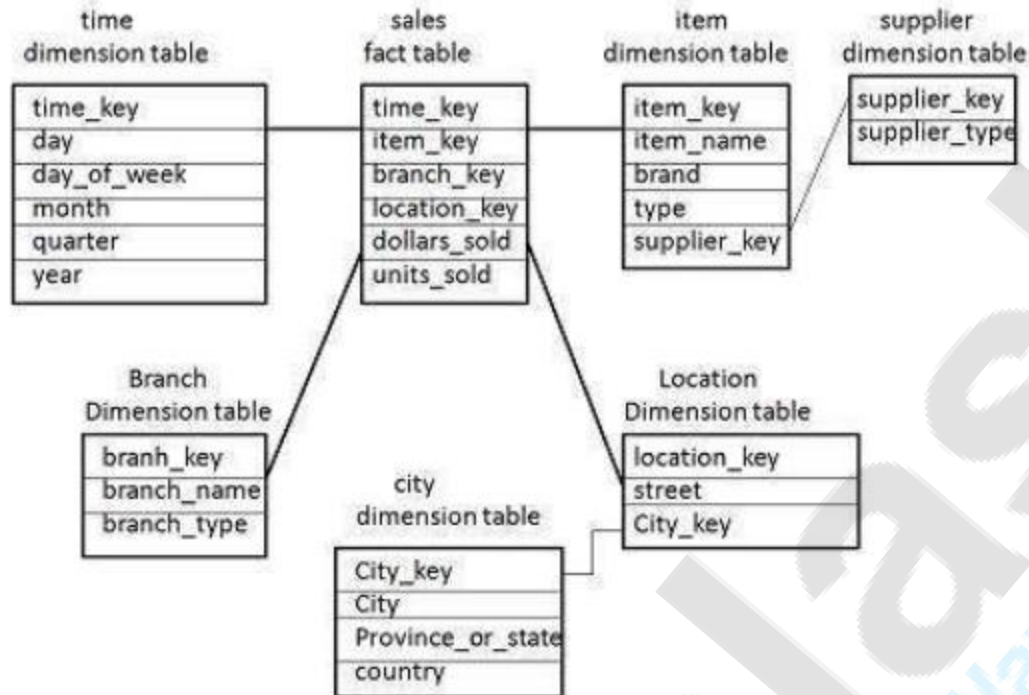 time
dimension table
time_key
day
day_of_week
month
quarter
year
sales
fact table
time_key
item_key
branch_key
location_key
dollars_sold
units_sold
item
dimension table
item_key
item_name
brand
type
supplier_key
supplier
dimension table
supplier_key
supplier_type
Branch
Dimension table
branh_key
branch_name
branch_type
city
dimension table
City_key
City
Province_or_state
country
Location
Dimension table
location_key
street
City_key